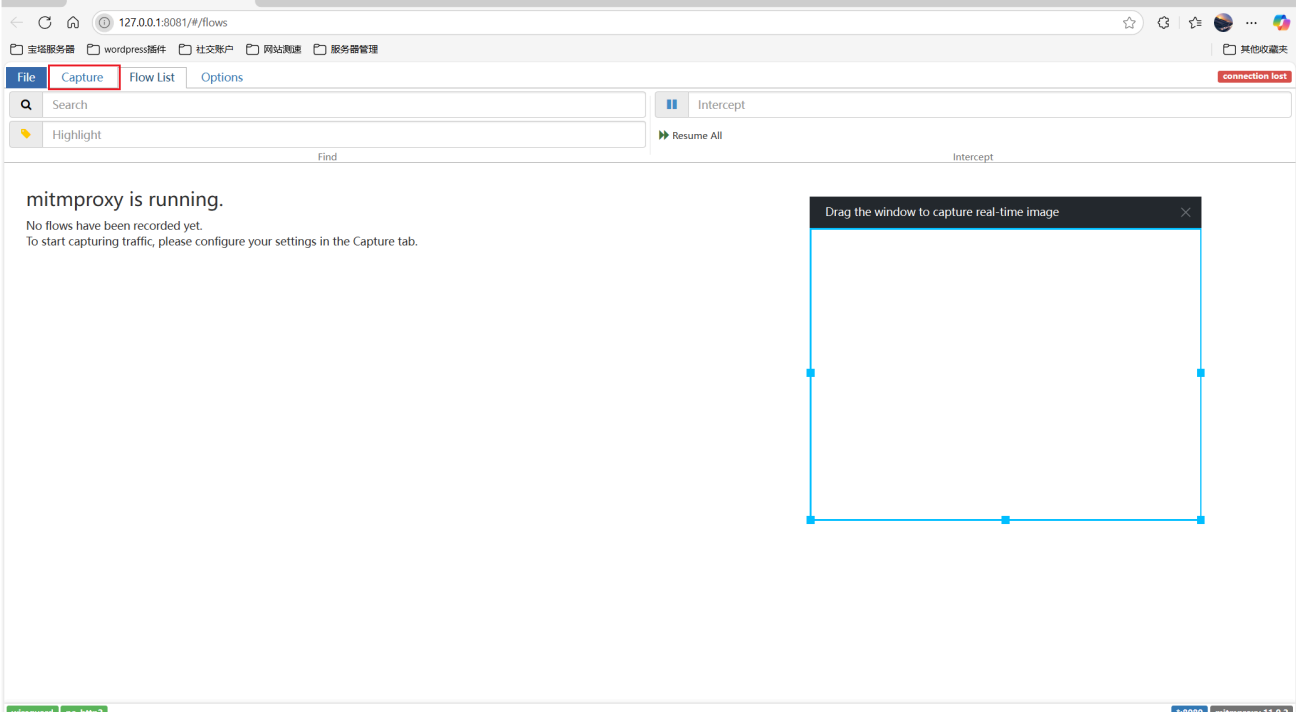 127.0.0.1:8081/#/flows
宝塔服务器 wordpress插件 社交账户 网站测速 服务器管理 其他收藏夹
File Capture Flow List Options connection lost
Search Intercept
Highlight Resume All
Find Intercept
mitmproxy is running.
No flows have been recorded yet.
To start capturing traffic, please configure your settings in the Capture tab.
Drag the window to capture real-time image